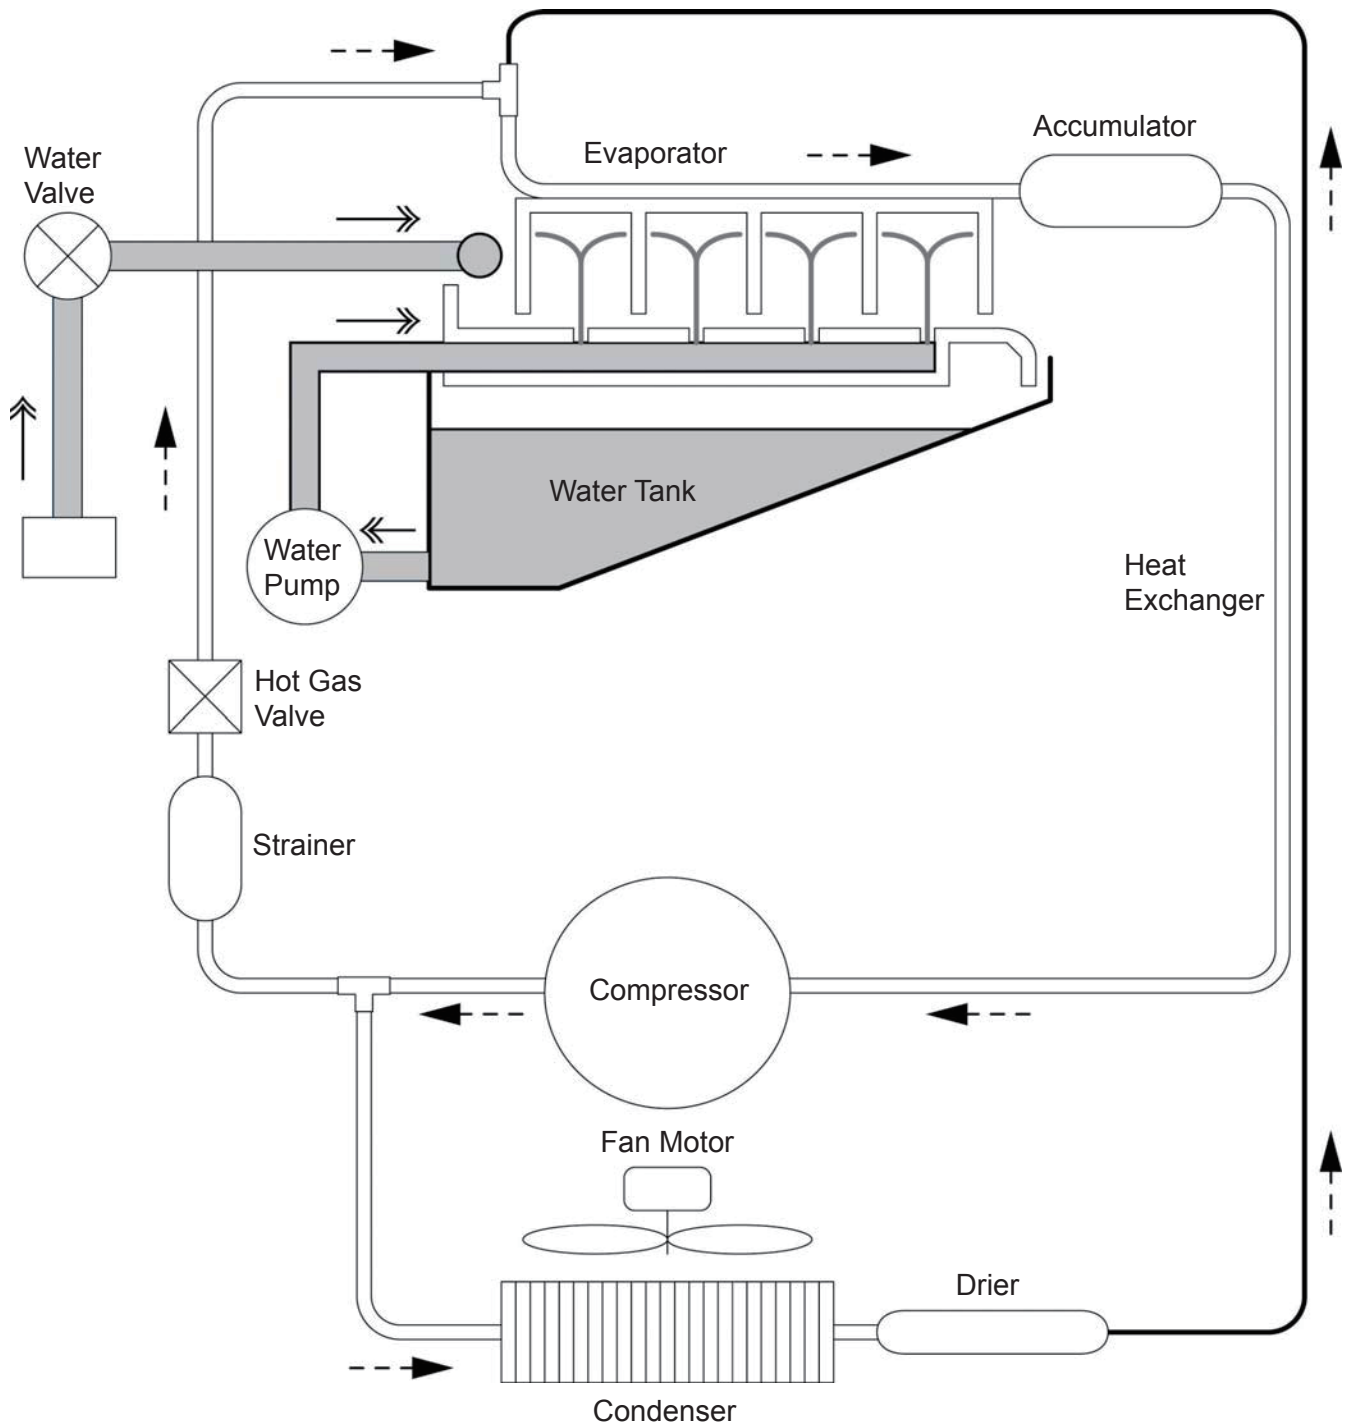 Accumulator
Evaporator
Water
Valve
Water Tank
Water
Pump
Heat
Exchanger
Hot Gas
Valve
Strainer
Compressor
Fan Motor
Drier
Condenser